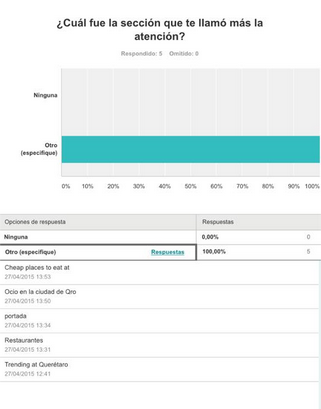 ¿Cuál fue la sección que te llamó más la
atención?
Respondido: 5 Omitido: 0
Ninguna
Otro
(especifique)
0% 10% 20% 30% 40% 50% 60% 70% 80% 90% 100%
Opciones de respuesta Respuestas
Ninguna 0,00% 0
Otro (especifique) Respuestas 100,00% 5
Cheap places to eat at
27/04/2015 13:53
Ocio en la ciudad de Qro
27/04/2015 13:50
portada
27/04/2015 13:34
Restaurantes
27/04/2015 13:31
Trending at Querétaro
27/04/2015 12:41